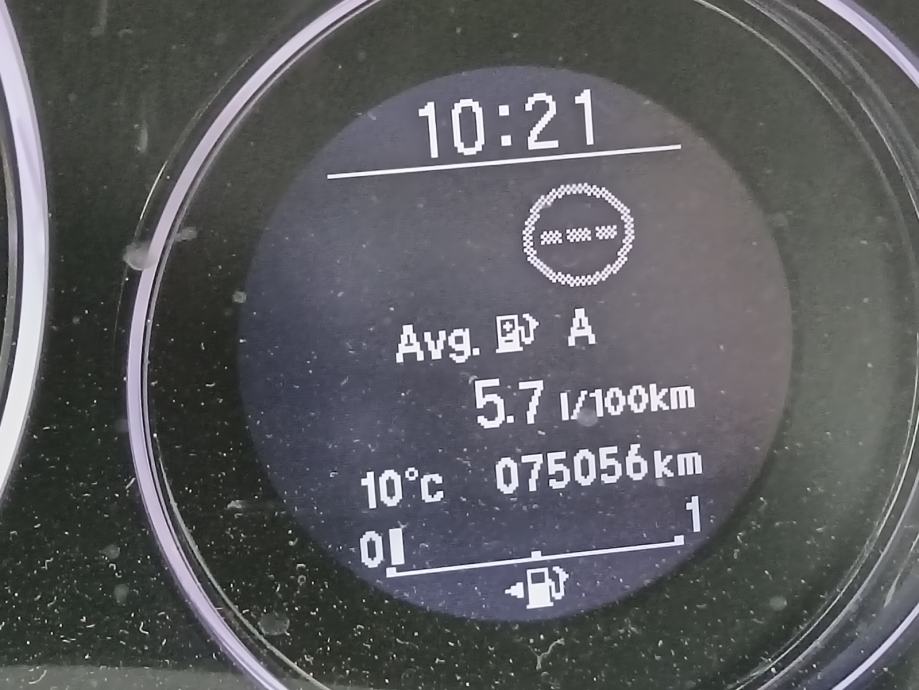 10:21
---
Avg. A
5.7 l/100km
10°c 075056km
0 1